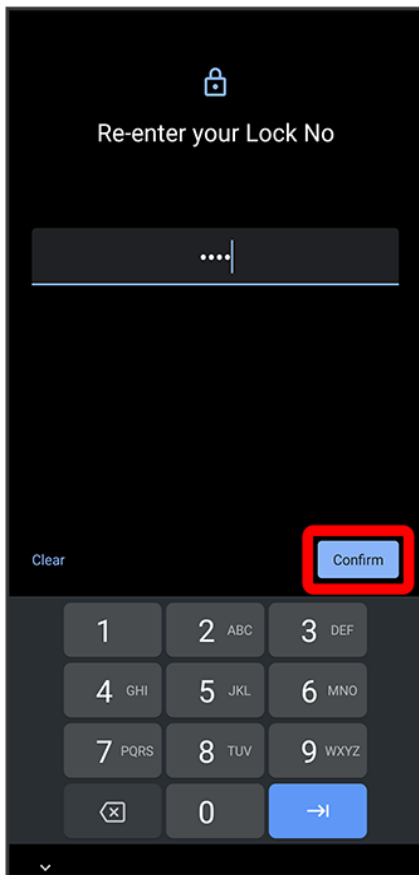 Re-enter your Lock No
••••
Clear
Confirm
1
2 ABC
3 DEF
4 GHI
5 JKL
6 MNO
7 PQRS
8 TUV
9 WXYZ
0